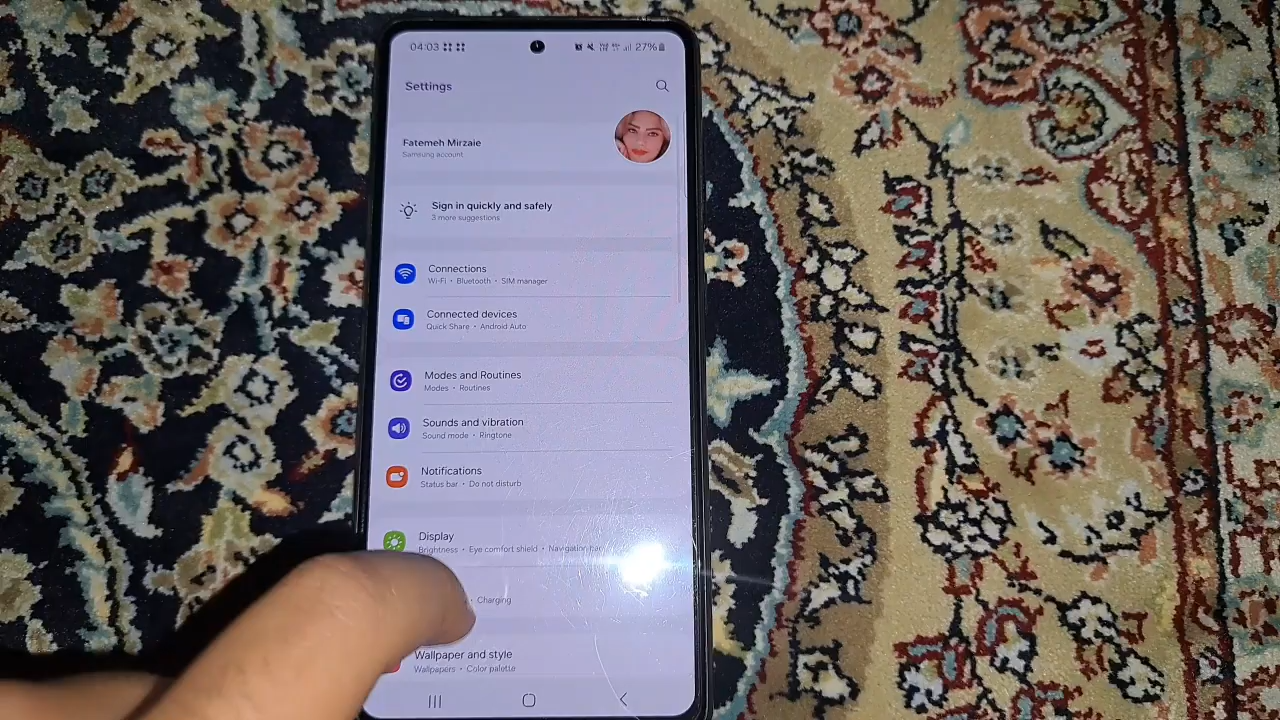 04:03
27%
Settings
Fatemeh Mirzaie
Samsung account
Sign in quickly and safely
3 more suggestions
Connections
Wi-Fi • Bluetooth • SIM manager
Connected devices
Quick Share • Android Auto
Modes and Routines
Modes • Routines
Sounds and vibration
Sound mode • Ringtone
Notifications
Status bar • Do not disturb
Display
Brightness • Eye comfort shield • Navigation bar
• Charging
Wallpaper and style
Wallpapers • Color palette